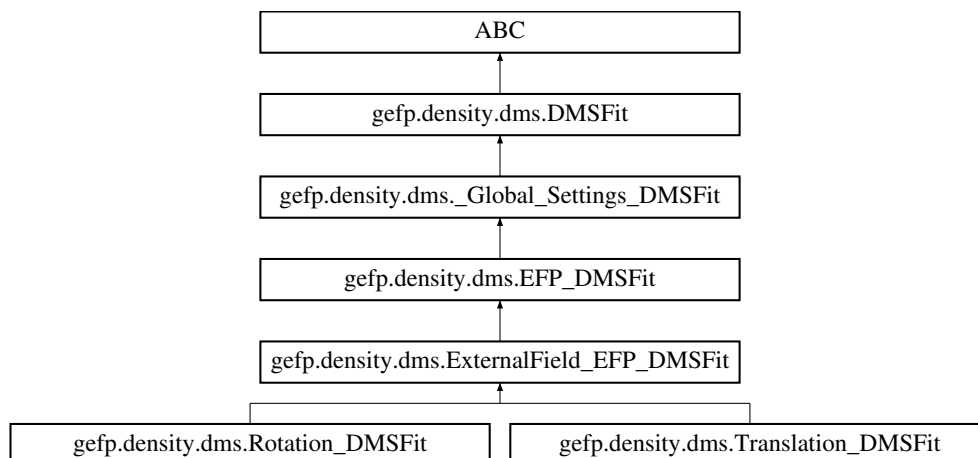 ABC
gefp.density.dms.DMSFit
gefp.density.dms._Global_Settings_DMSFit
gefp.density.dms.EFP_DMSFit
gefp.density.dms.ExternalField_EFP_DMSFit
gefp.density.dms.Rotation_DMSFit
gefp.density.dms.Translation_DMSFit